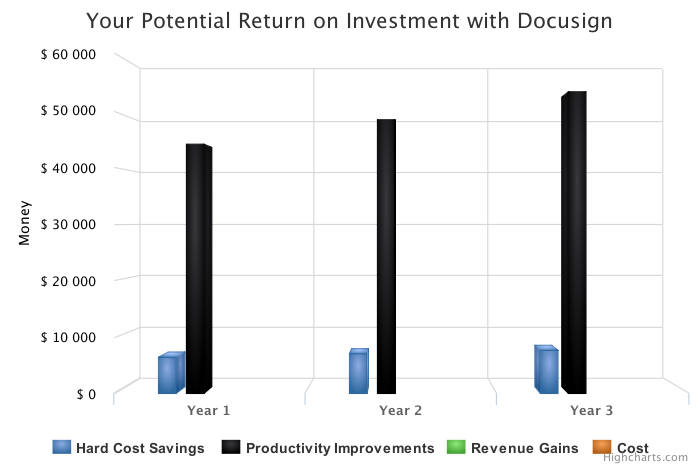 Your Potential Return on Investment with Docusign
$ 60 000
$ 50 000
$ 40 000
$ 30 000
$ 20 000
$ 10 000
$ 0
Money
Year 1
Year 2
Year 3
Hard Cost Savings
Productivity Improvements
Revenue Gains
Cost
Highcharts.com